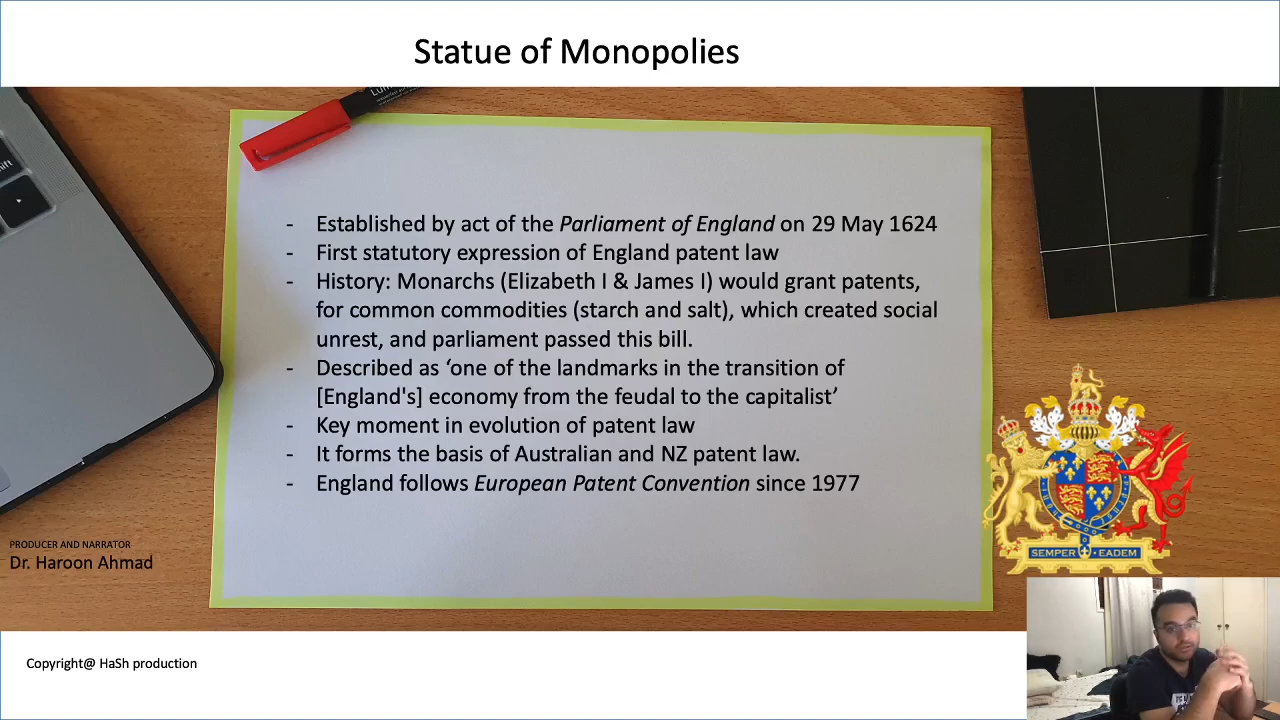 Statue of Monopolies
Lum
ift
- Established by act of the Parliament of England on 29 May 1624
- First statutory expression of England patent law
- History: Monarchs (Elizabeth I & James I) would grant patents,
for common commodities (starch and salt), which created social
unrest, and parliament passed this bill.
- Described as ‘one of the landmarks in the transition of
[England's] economy from the feudal to the capitalist’
- Key moment in evolution of patent law
- It forms the basis of Australian and NZ patent law.
- England follows European Patent Convention since 1977
PRODUCER AND NARRATOR
Dr. Haroon Ahmad
SEMPER EADEM
Copyright@ HaSh production